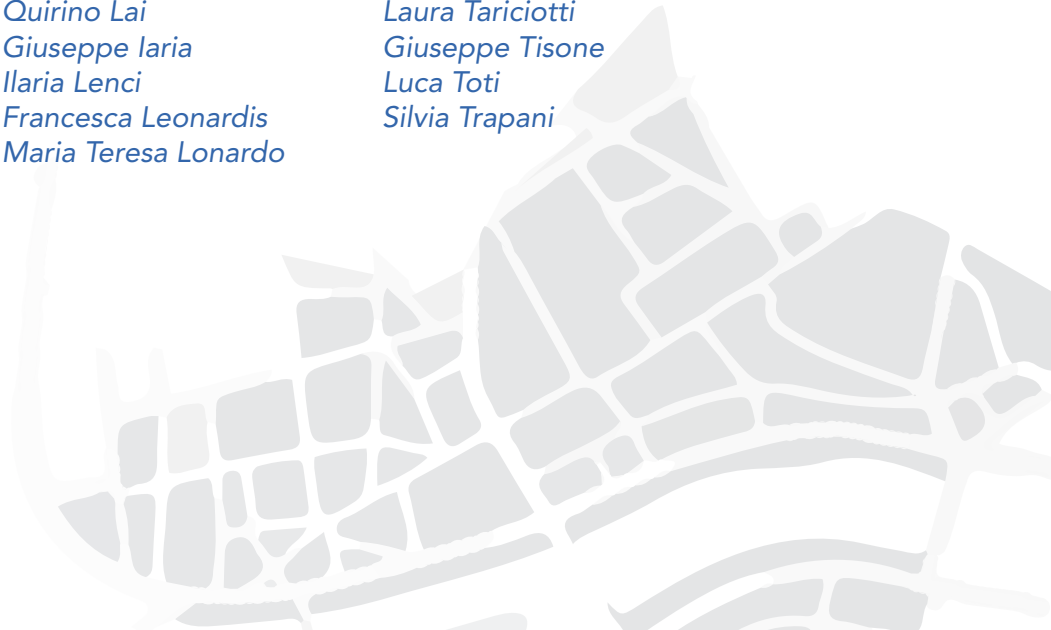 Quirino Lai
Giuseppe Iaria
Ilaria Lenci
Francesca Leonardis
Maria Teresa Lonardo
Laura Tariciotti
Giuseppe Tisone
Luca Toti
Silvia Trapani